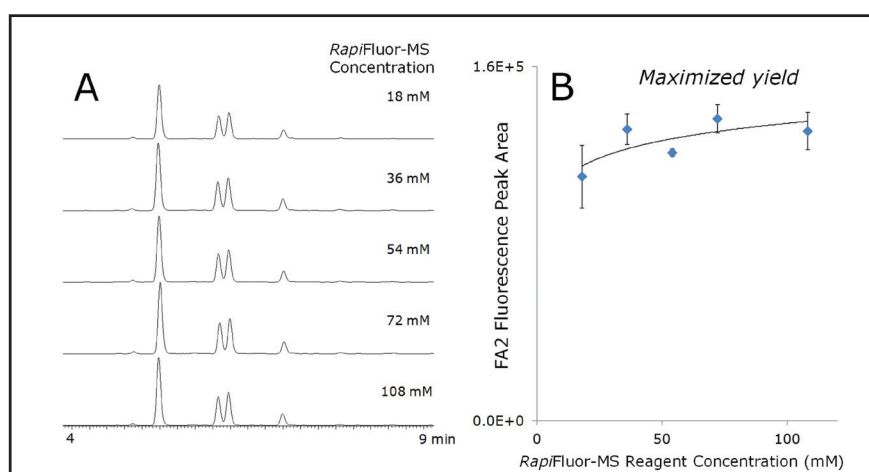 A
RapiFluor-MS
Concentration
18 mM
36 mM
54 mM
72 mM
108 mM
4
9 min
B
Maximized yield
1.6E+5
FA2 Fluorescence Peak Area
0.0E+0
0
50
100
RapiFluor-MS Reagent Concentration (mM)